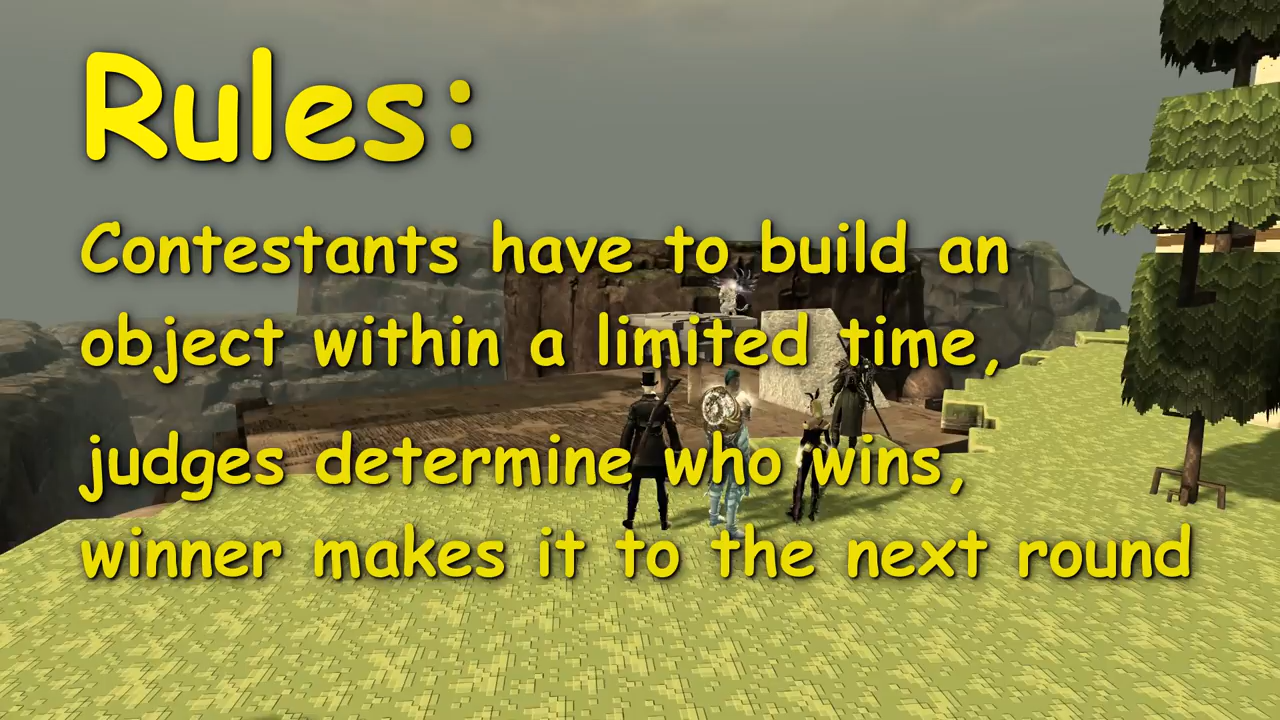 Rules:
Contestants have to build an
object within a limited time,
judges determine who wins,
winner makes it to the next round